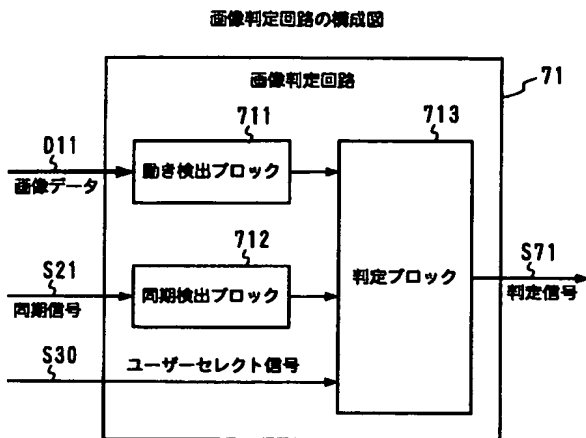 画像判定回路の構成図
画像判定回路
71
711
713
D11
動き検出ブロック
画像データ
712
S21
同期検出ブロック
判定ブロック
S71
同期信号
判定信号
S30
ユーザーセレクト信号